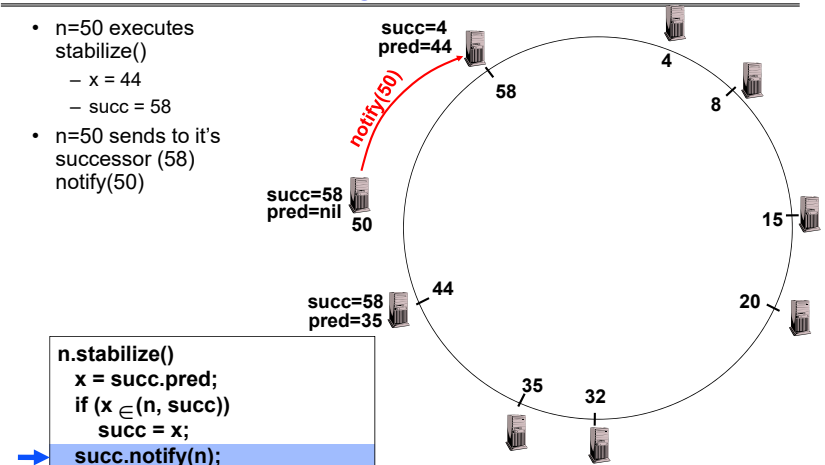 • n=50 executes
stabilize()
– x = 44
– succ = 58
• n=50 sends to it's
successor (58)
notify(50)
succ=4
pred=44
58
notify(50)
succ=58
pred=nil
50
succ=58
pred=35
44
4
8
15
20
32
35
n.stabilize()
x = succ.pred;
if (x ∈ (n, succ))
succ = x;
succ.notify(n);